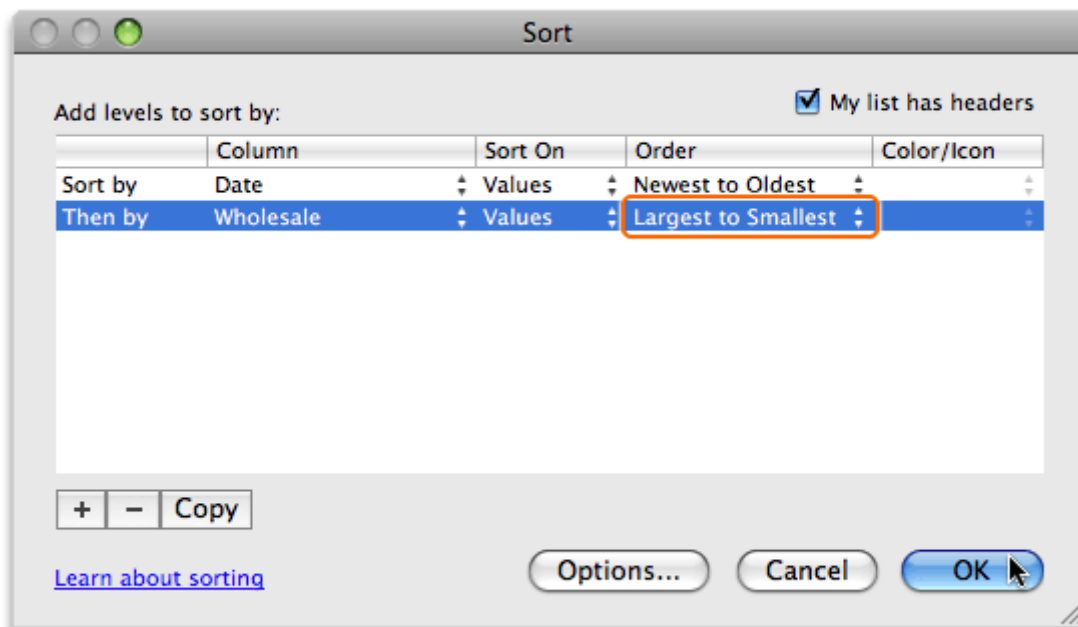 Sort
Add levels to sort by:
My list has headers
Column Sort On Order Color/Icon
Sort by Date Values Newest to Oldest
Then by Wholesale Values Largest to Smallest
+ − Copy
Learn about sorting
Options... Cancel OK